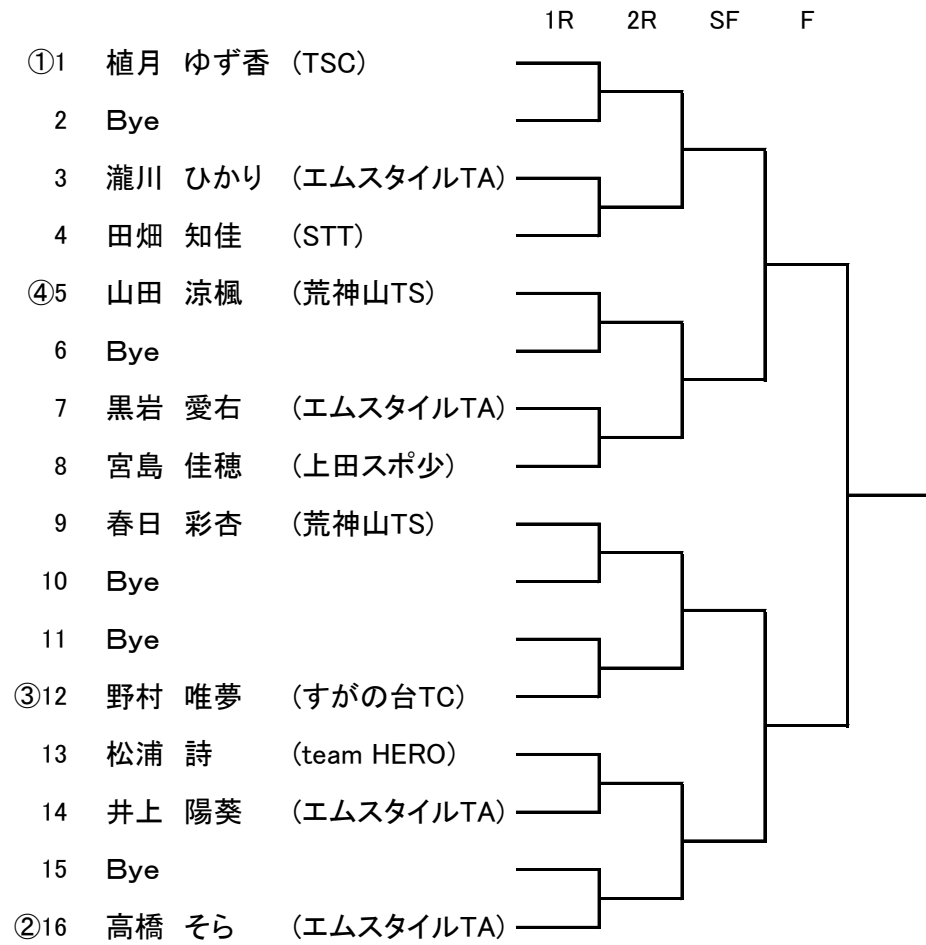 1R 2R SF F
①1 植月 ゆず香 (TSC)
2 Bye
3 瀧川 ひかり (エムスタイルTA)
4 田畑 知佳 (STT)
④5 山田 涼楓 (荒神山TS)
6 Bye
7 黒岩 愛右 (エムスタイルTA)
8 宮島 佳穂 (上田スポ少)
9 春日 彩杏 (荒神山TS)
10 Bye
11 Bye
③12 野村 唯夢 (すがの台TC)
13 松浦 詩 (team HERO)
14 井上 陽葵 (エムスタイルTA)
15 Bye
②16 高橋 そら (エムスタイルTA)